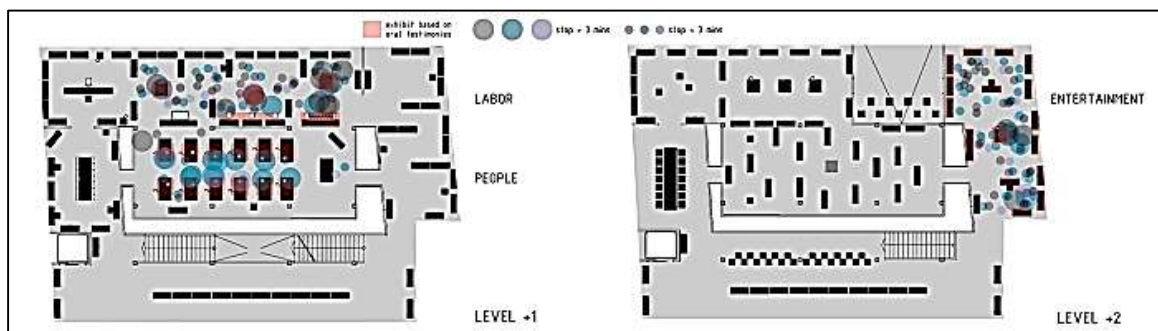 exhibit based on
oral testimonies
stop > 3 mins
stop < 3 mins
LABOR
PEOPLE
LEVEL +1
ENTERTAINMENT
LEVEL +2